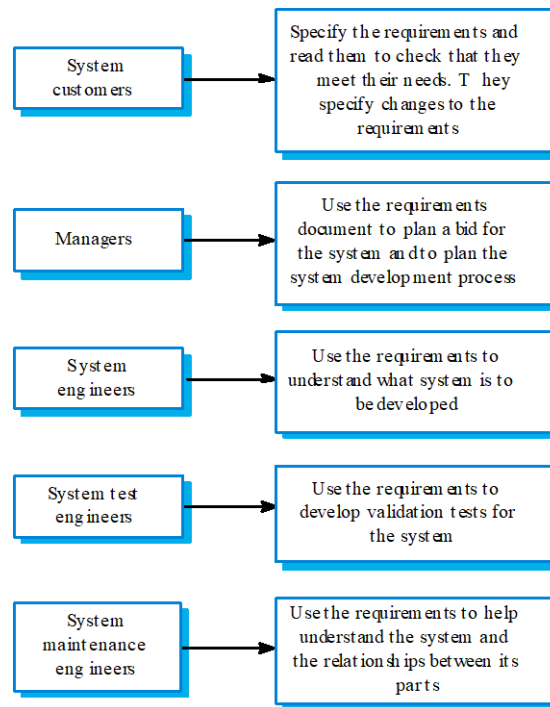 System
customers
Specify the requirements and
read them to check that they
meet their needs. T hey
specify changes to the
requirements
Managers
Use the requirements
document to plan a bid for
the system and to plan the
system development process
System
engineers
Use the requirements to
understand what system is to
be developed
System test
engineers
Use the requirements to
develop validation tests for
the system
System
maintenance
engineers
Use the requirements to help
understand the system and
the relationships between its
parts